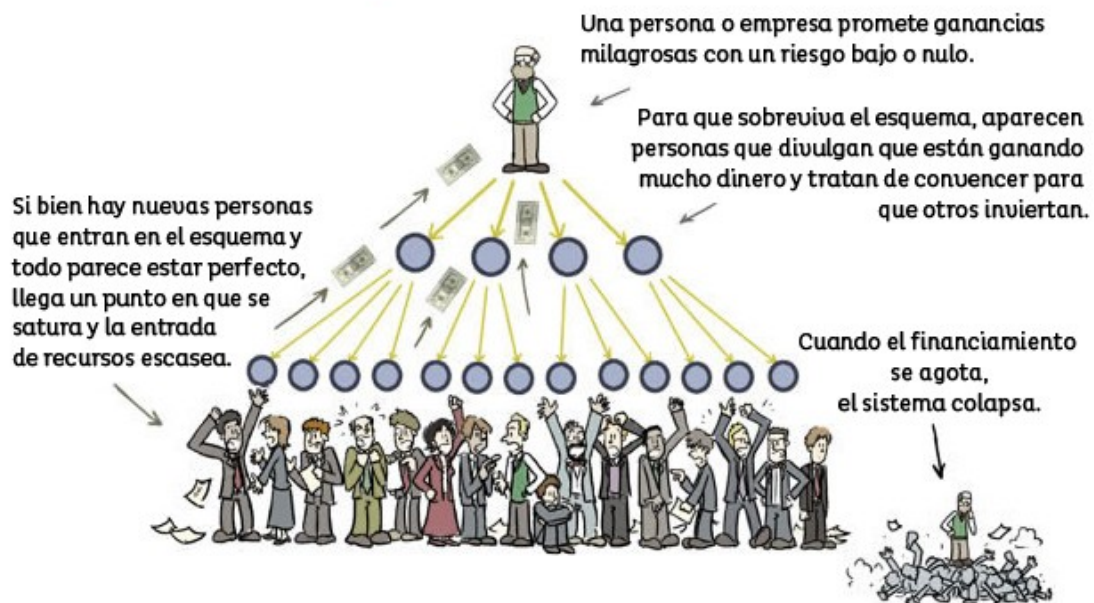 Una persona o empresa promete ganancias
milagrosas con un riesgo bajo o nulo.
Para que sobreviva el esquema, aparecen
personas que divulgan que están ganando
mucho dinero y tratan de convencer para
que otros inviertan.
Si bien hay nuevas personas
que entran en el esquema y
todo parece estar perfecto,
llega un punto en que se
satura y la entrada
de recursos escasea.
Cuando el financiamiento
se agota,
el sistema colapsa.